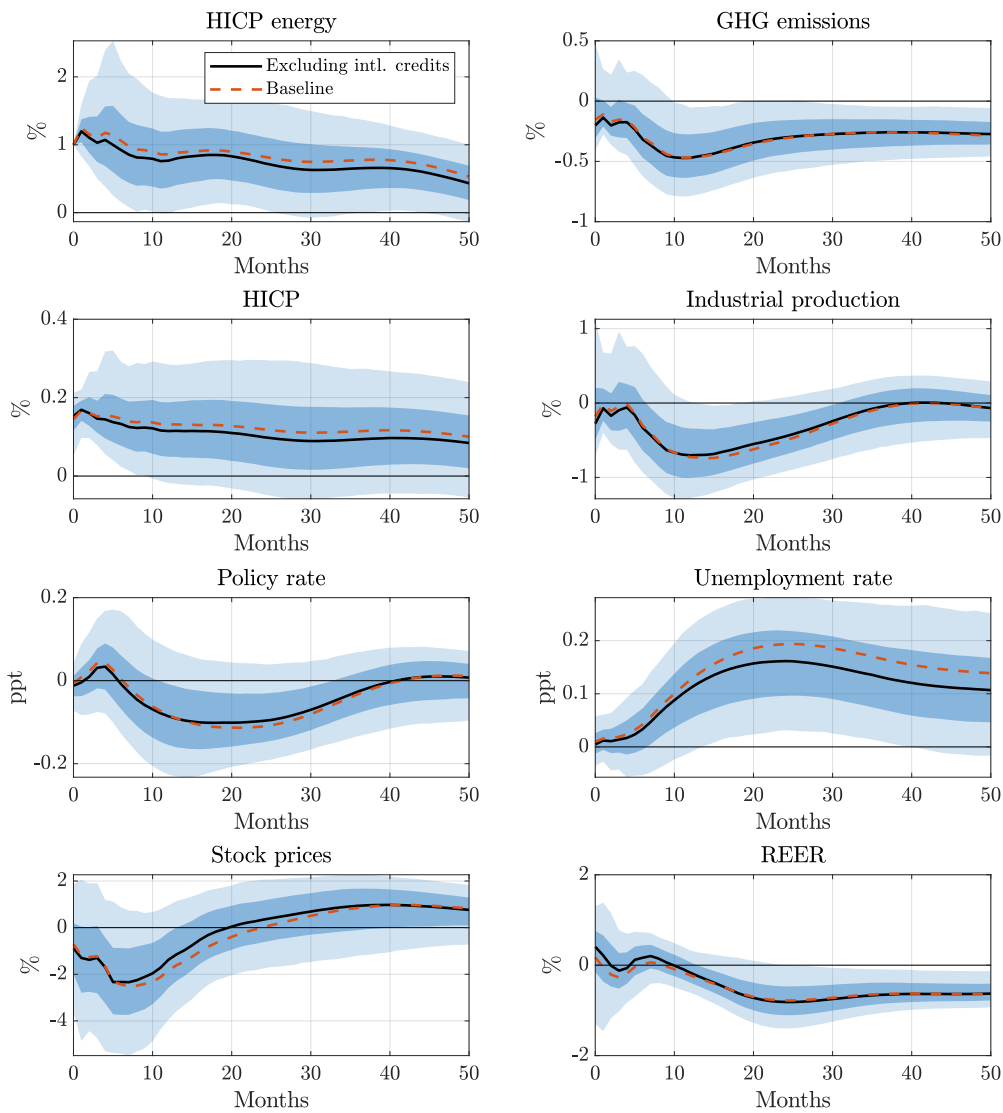 HICP energy
%
2
1
0
Excluding intl. credits
Baseline
0 10 20 30 40 50
Months
GHG emissions
%
0.5
0
-0.5
-1
0 10 20 30 40 50
Months
HICP
%
0.4
0.2
0
0 10 20 30 40 50
Months
Industrial production
%
1
0
-1
0 10 20 30 40 50
Months
Policy rate
ppt
0.2
0
-0.2
0 10 20 30 40 50
Months
Unemployment rate
ppt
0.2
0.1
0
0 10 20 30 40 50
Months
Stock prices
%
2
0
-2
-4
0 10 20 30 40 50
Months
REER
%
2
0
-2
0 10 20 30 40 50
Months